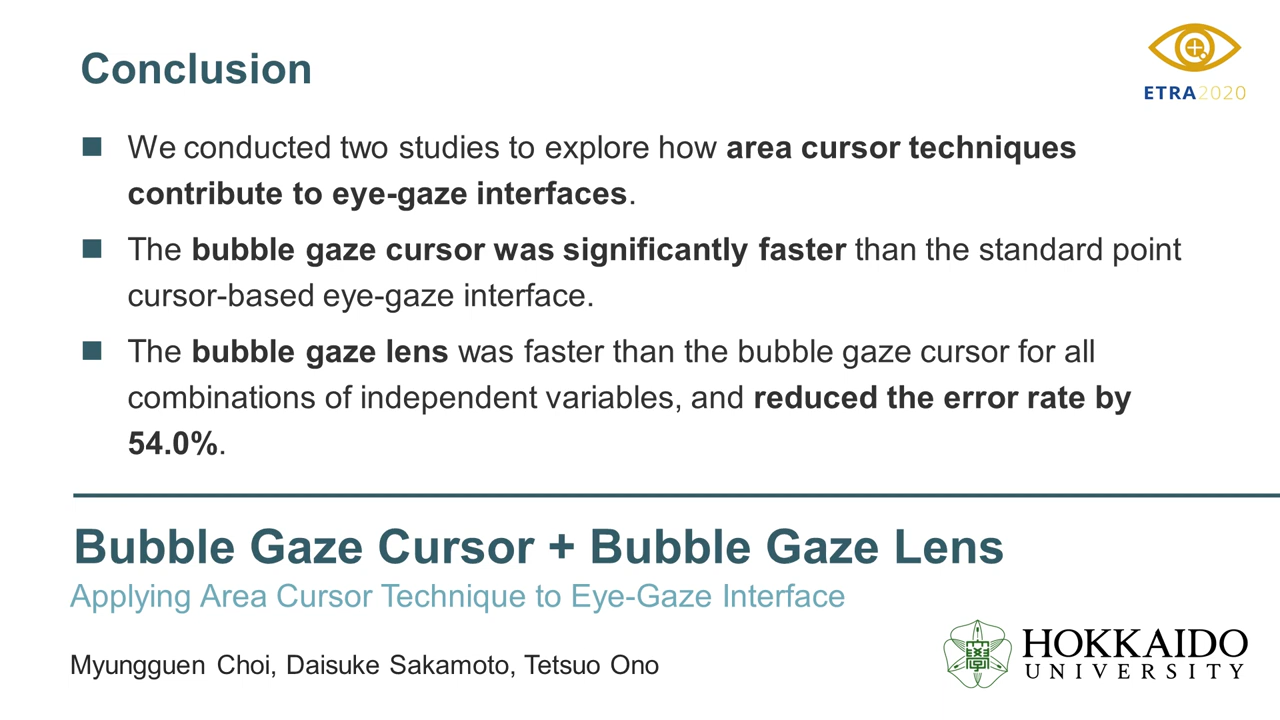 Conclusion
ETRA2020
We conducted two studies to explore how area cursor techniques
contribute to eye-gaze interfaces.
The bubble gaze cursor was significantly faster than the standard point
cursor-based eye-gaze interface.
The bubble gaze lens was faster than the bubble gaze cursor for all
combinations of independent variables, and reduced the error rate by
54.0%.
Bubble Gaze Cursor + Bubble Gaze Lens
Applying Area Cursor Technique to Eye-Gaze Interface
Myungguen Choi, Daisuke Sakamoto, Tetsuo Ono
HOKKAIDO
UNIVERSITY